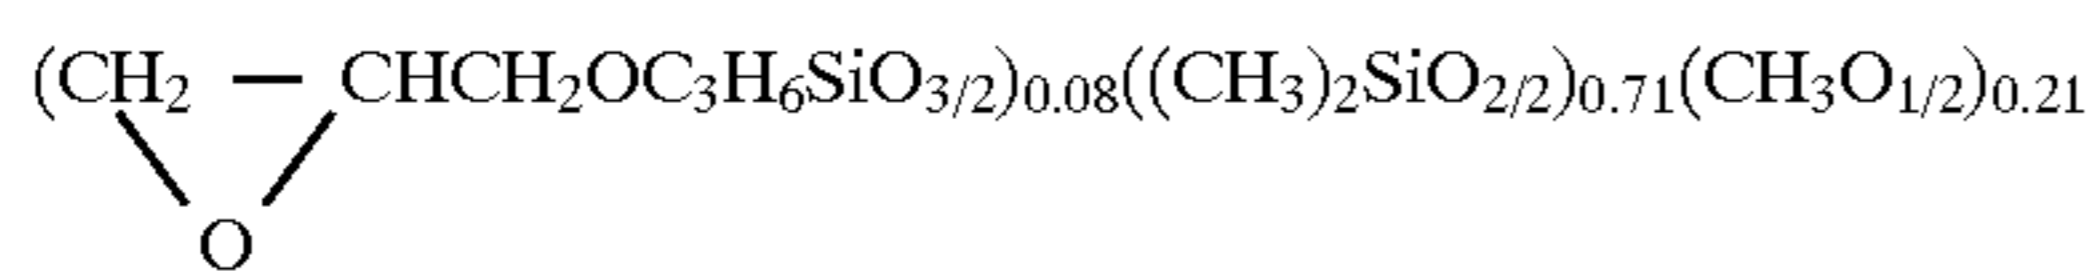 (CH₂ — CHCH₂OC₃H₆SiO₃/₂)₀.₀₈((CH₃)₂SiO₂/₂)₀.₇₁(CH₃O₁/₂)₀.₂₁
O